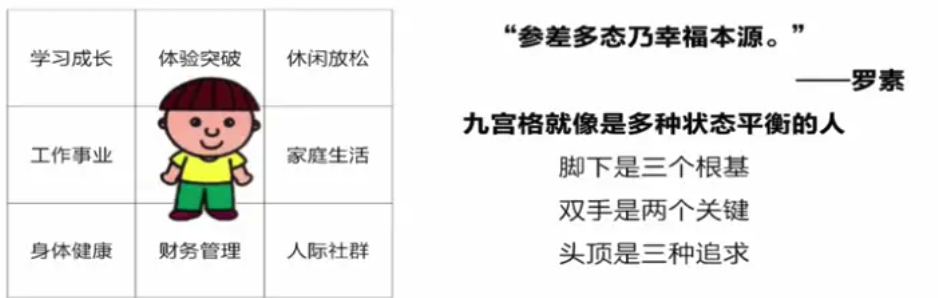 学习成长 体验突破 休闲放松
工作事业 家庭生活
身体健康 财务管理 人际社群
“参差多态乃幸福本源。”
——罗素
九宫格就像是多种状态平衡的人
脚下是三个根基
双手是两个关键
头顶是三种追求